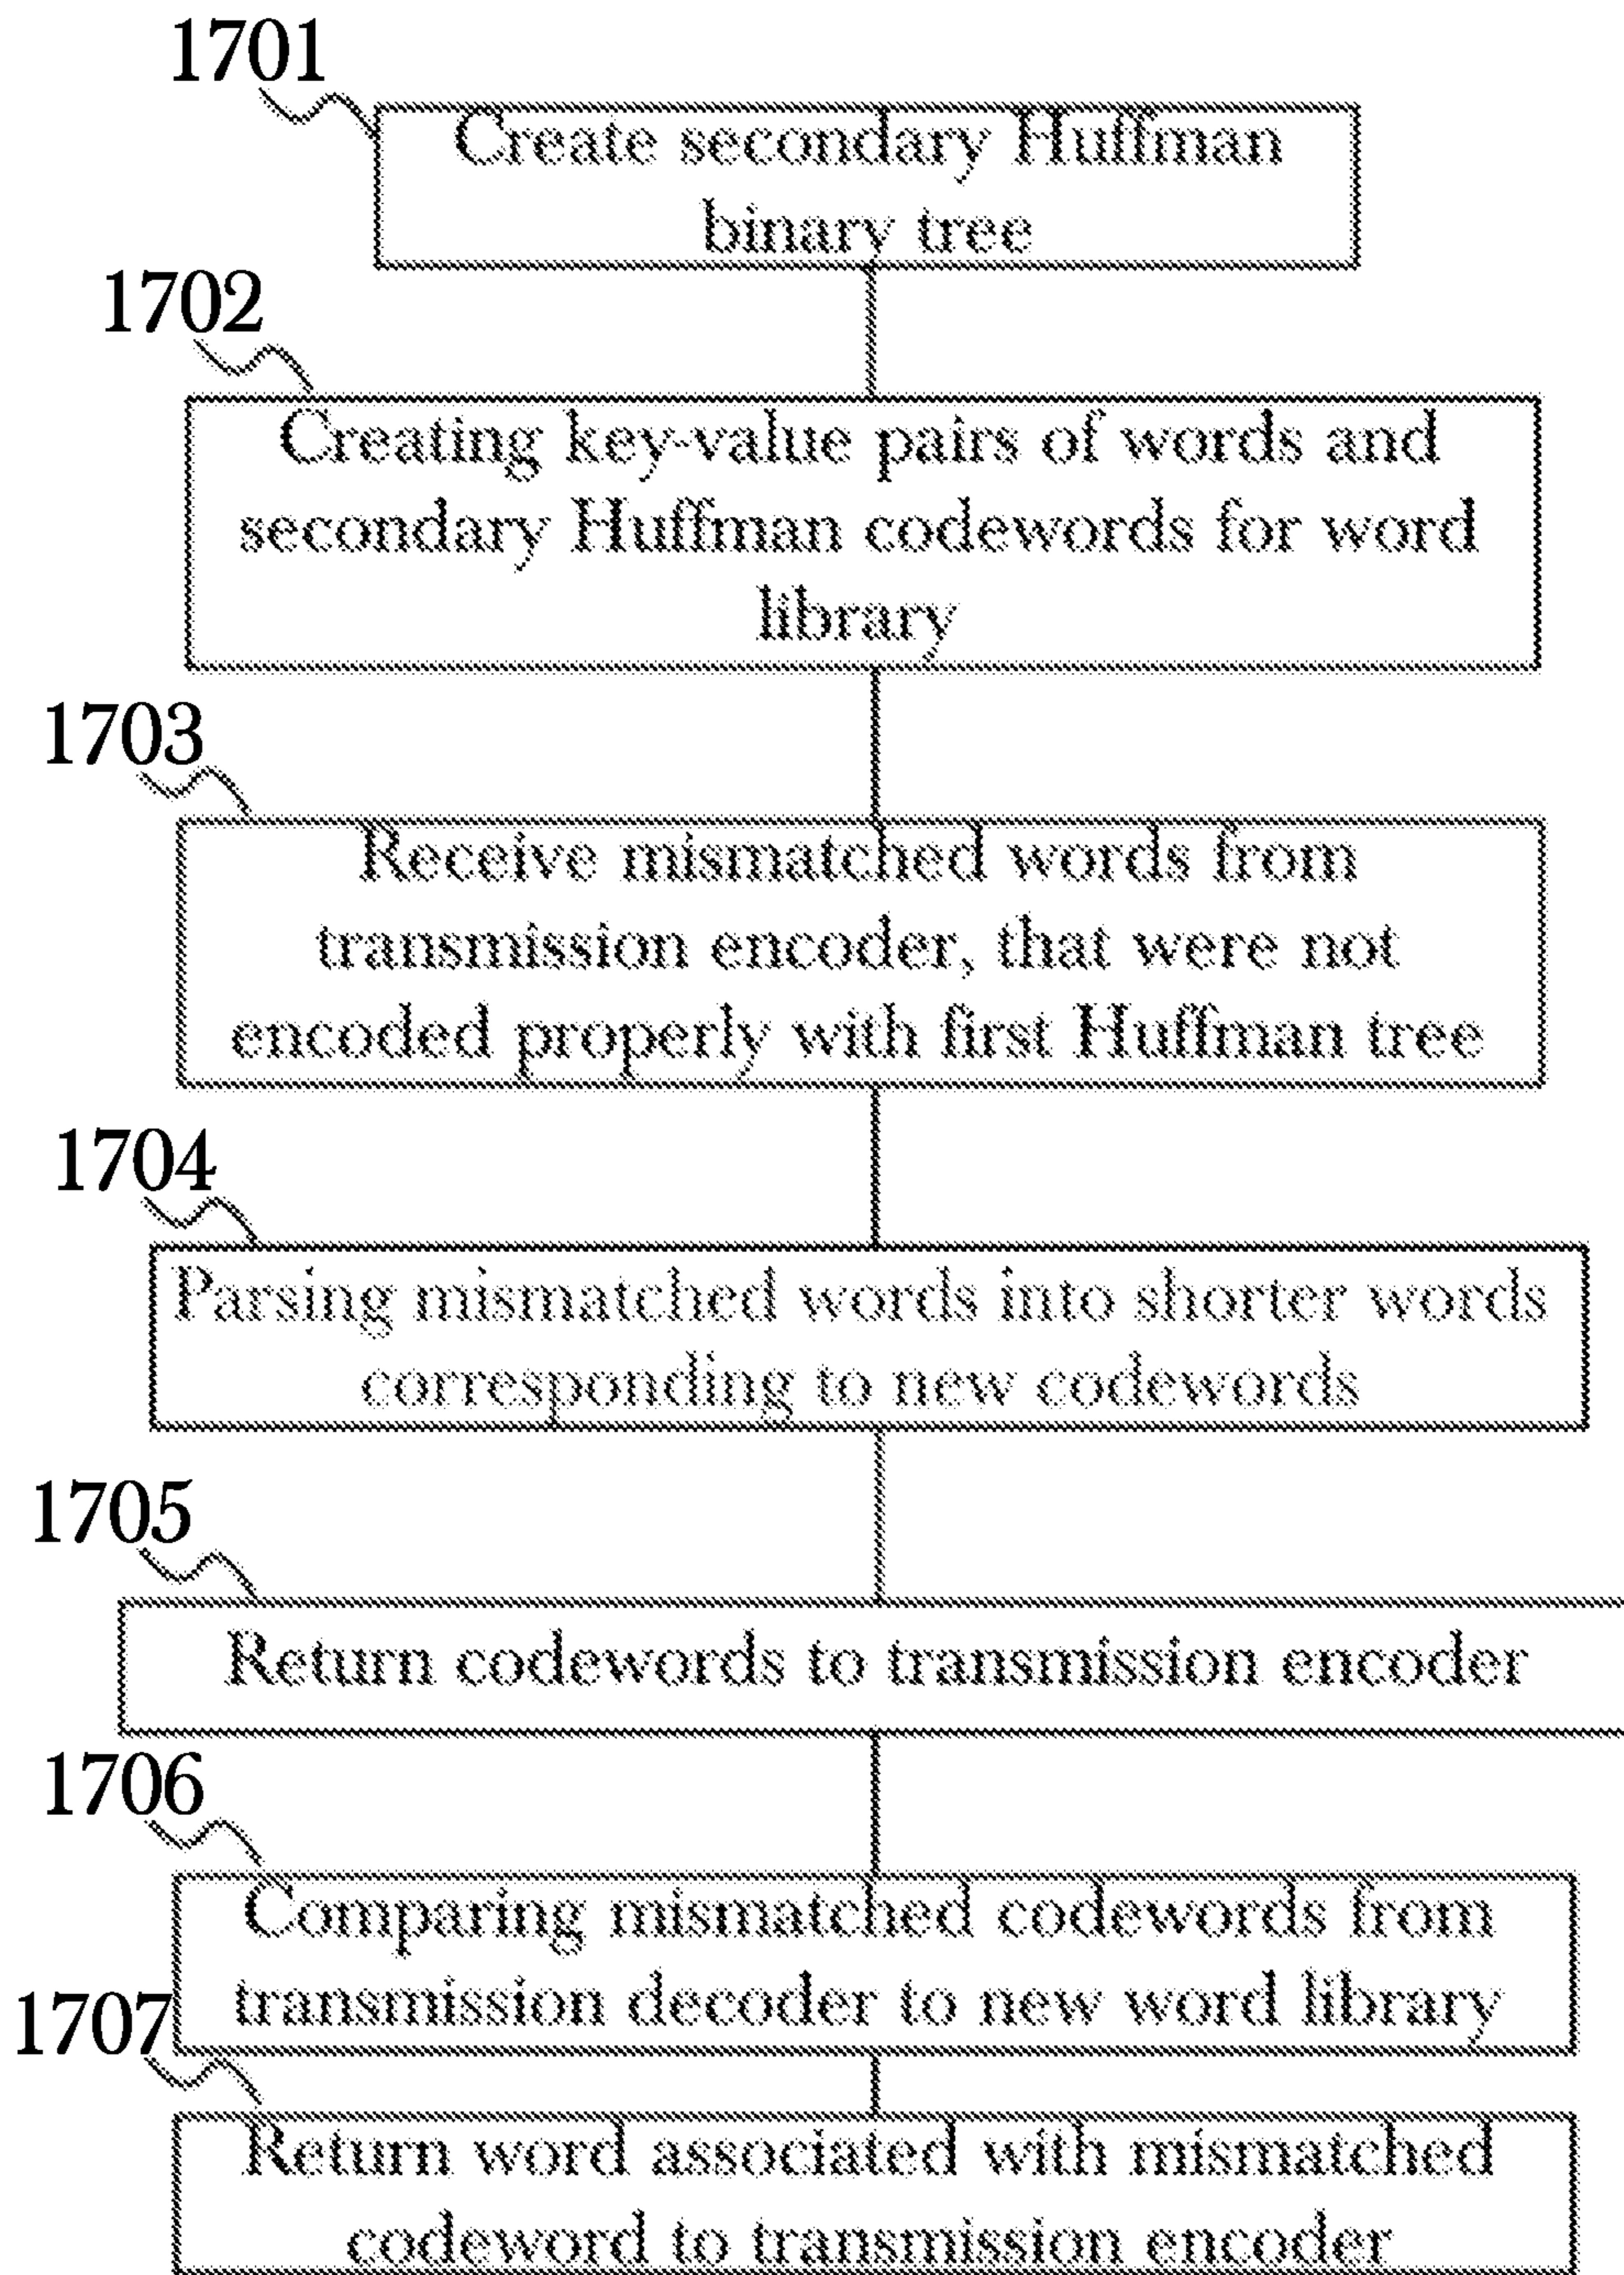 1701
Create secondary Huffman
binary tree
1702
Creating key-value pairs of words and
secondary Huffman codewords for word
library
1703
Receive mismatched words from
transmission encoder, that were not
encoded properly with first Huffman tree
1704
Parsing mismatched words into shorter words
corresponding to new codewords
1705
Return codewords to transmission encoder
1706
Comparing mismatched codewords from
transmission decoder to new word library
1707
Return word associated with mismatched
codeword to transmission encoder